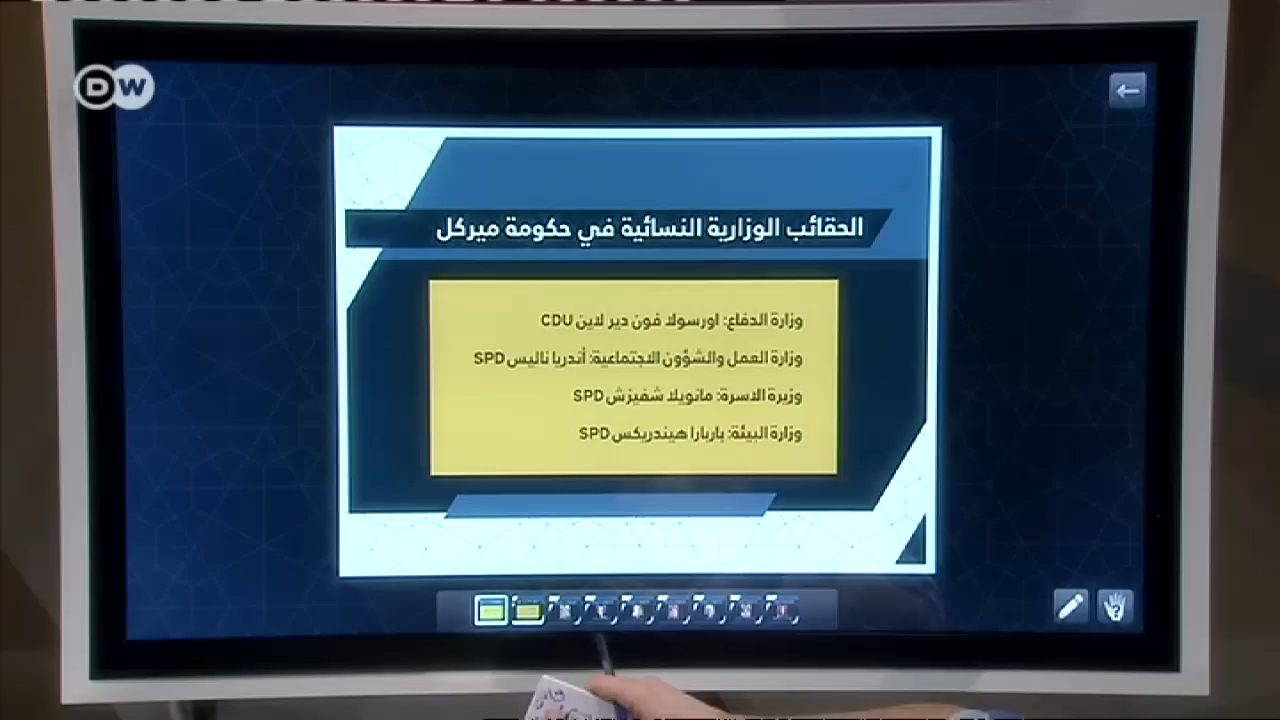 DW
الحقائب الوزارية النسائية في حكومة ميركل
وزارة الدفاع: اورسولا فون دير لاين CDU
وزارة العمل والشؤون الاجتماعية: أندريا ناليس SPD
وزيرة الاسرة: مانويلا شفيزش SPD
وزارة البيئة: باربارا هيندريكس SPD